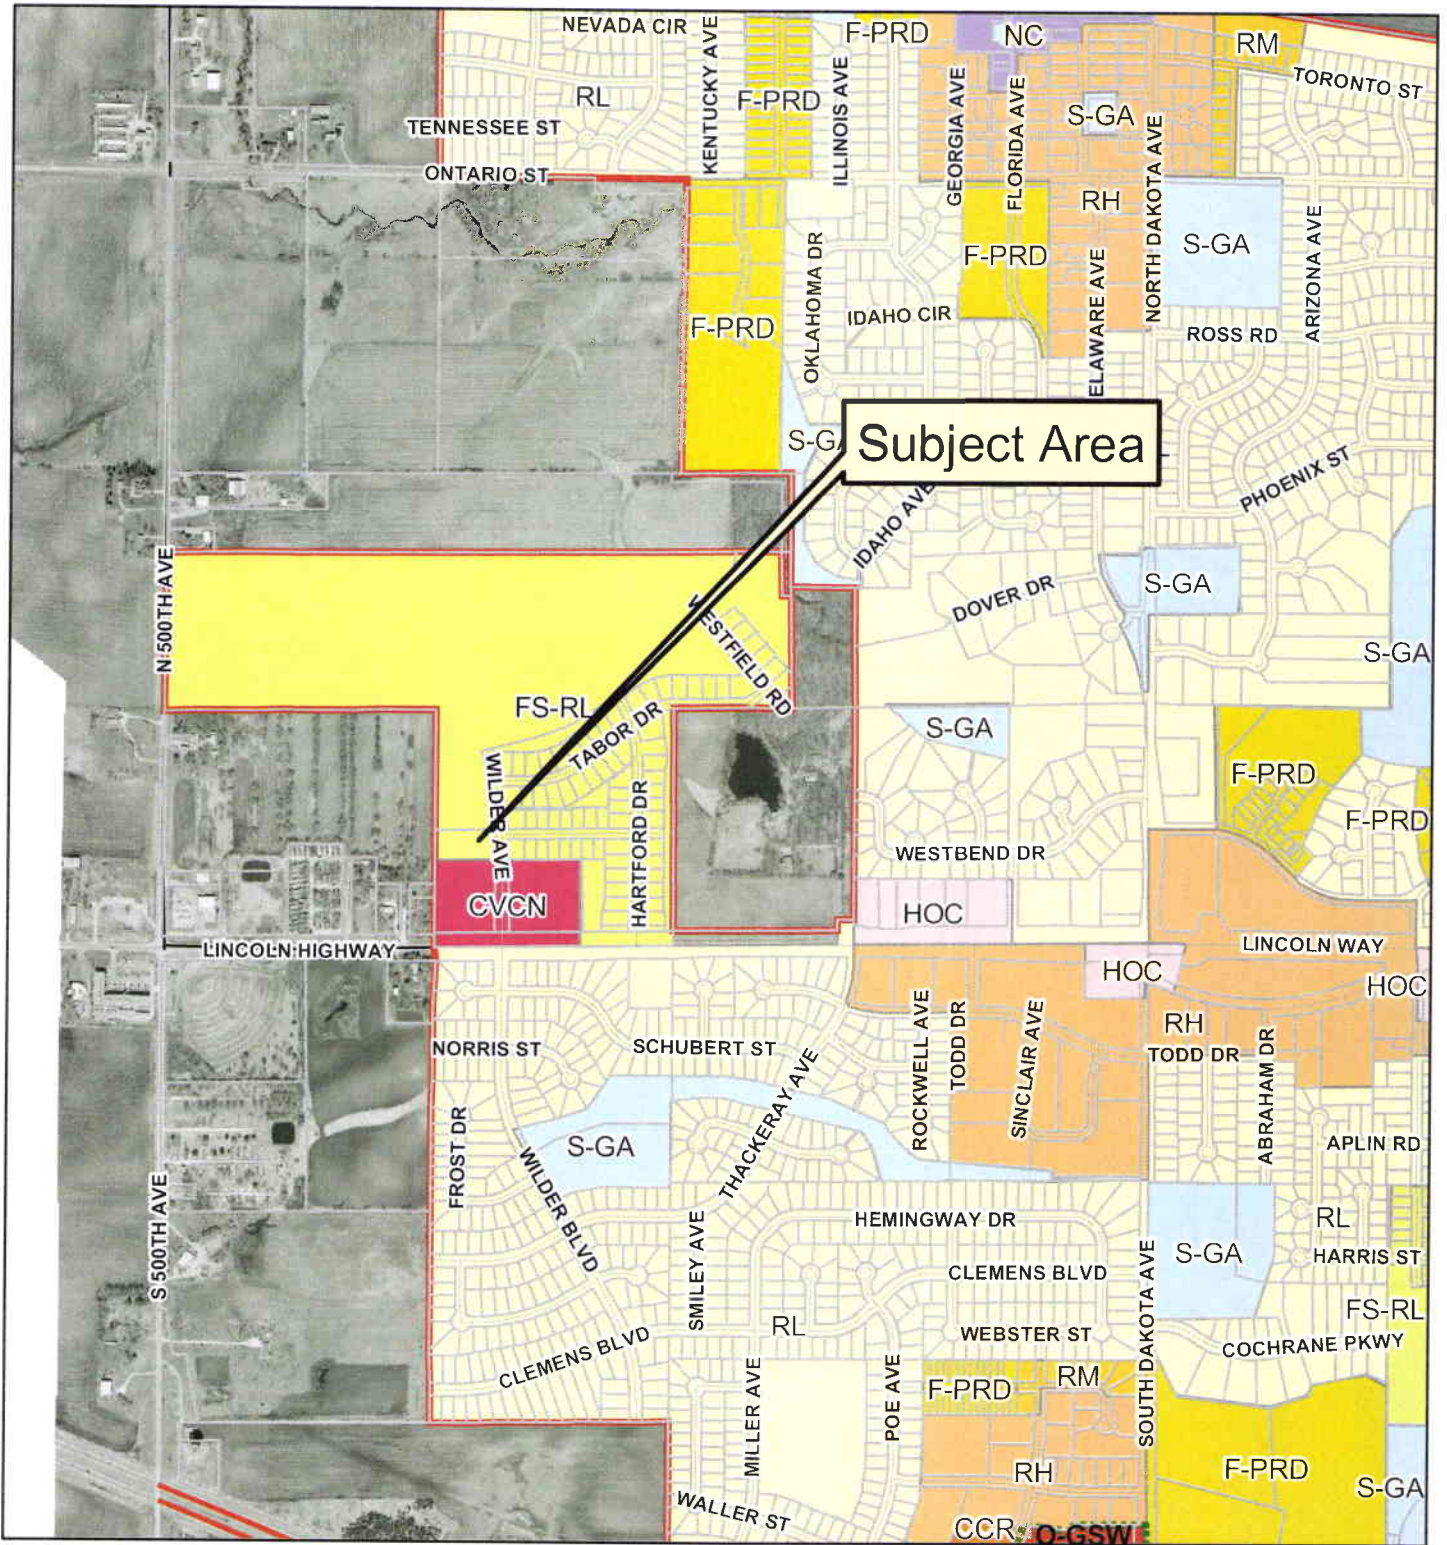 NEVADA CIR
KENTUCKY AVE
F-PRD
NC
RM
RL
F-PRD
ILLINOIS AVE
GEORGIA AVE
FLORIDA AVE
S-GA
NORTH DAKOTA AVE
TORONTO ST
TENNESSEE ST
ONTARIO ST
F-PRD
OKLAHOMA DR
IDAHO CIR
F-PRD
RH
ELAWARE AVE
S-GA
ROSS RD
ARIZONA AVE
S-GA
Subject Area
PHOENIX ST
IDAHO AVE
N 500TH AVE
DOVER DR
S-GA
S-GA
WESTFIELD RD
FS-RL
TABOR DR
S-GA
F-PRD
F-PRD
WILDER AVE
HARTFORD DR
WESTBEND DR
CVCN
HOC
LINCOLN HIGHWAY
LINCOLN WAY
HOC
HOC
NORRIS ST
SCHUBERT ST
THACKERAY AVE
ROCKWELL AVE
TODD DR
SINCLAIR AVE
RH
TODD DR
ABRAHAM DR
APLIN RD
FROST DR
S-GA
WILDER BLVD
S 500TH AVE
SMILEY AVE
HEMINGWAY DR
CLEMENS BLVD
SOUTH DAKOTA AVE
S-GA
RL
HARRIS ST
FS-RL
CLEMENS BLVD
RL
WEBSTER ST
COCHRANE PKWY
MILLER AVE
POE AVE
F-PRD
RM
RH
F-PRD
S-GA
WALLER ST
CCR
O-GSW